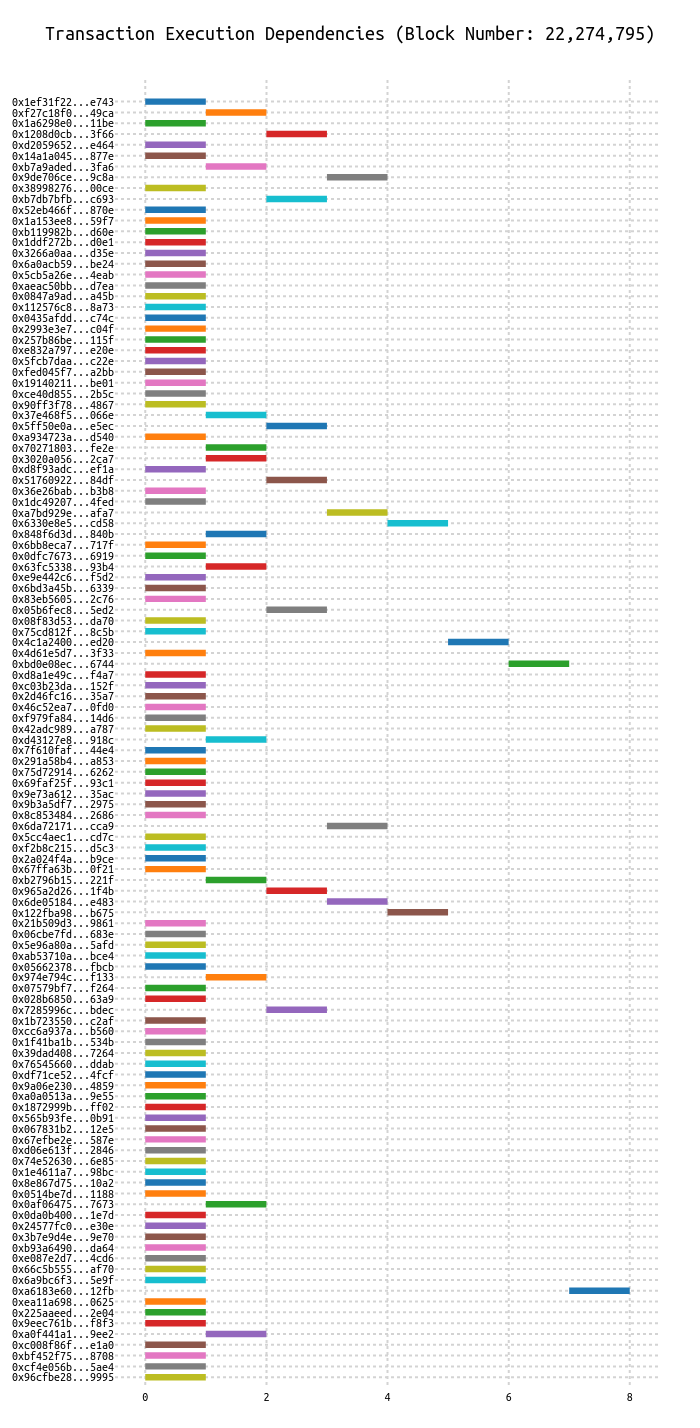 Transaction Execution Dependencies (Block Number: 22,274,795)
0x1ef31f22...e743
0xf27c18f0...49ca
0x1a6298e0...11be
0x1208d0cb...3f66
0xd2059652...e464
0x14a1a045...877e
0xb7a9aded...3fa6
0x9de706ce...9c8a
0x38998276...00ce
0xb7db7bfb...c693
0x52eb466f...870e
0x1a153ee8...59f7
0xb119982b...d60e
0x1ddf272b...d0e1
0x3266a0aa...d35e
0x6a0acb59...be24
0x5cb5a26e...4eab
0xaeac50bb...d7ea
0x0847a9ad...a45b
0x112576c8...8a73
0x0435afdd...c74c
0x2993e3e7...c04f
0x257b86be...115f
0xe832a797...e20e
0x5fcb7daa...c22e
0xfed045f7...a2bb
0x19140211...be01
0xce40d855...2b5c
0x90ff3f78...4867
0x37e468f5...066e
0x5ff50e0a...e5ec
0xa934723a...d540
0x70271803...fe2e
0x3020a056...2ca7
0xd8f93adc...ef1a
0x51760922...84df
0x36e26bab...b3b8
0x1dc49207...4fed
0xa7bd929e...afa7
0x6330e8e5...cd58
0x848f6d3d...840b
0x6bb8eca7...717f
0x0dfc7673...6919
0x63fc5338...93b4
0xe9e442c6...f5d2
0x6bd3a45b...6339
0x83eb5605...2c76
0x05b6fec8...5ed2
0x08f83d53...da70
0x75cd812f...8c5b
0x4c1a2400...ed20
0x4d61e5d7...3f33
0xbd0e08ec...6744
0xd8a1e49c...f4a7
0xc03b23da...152f
0x2d46fc16...35a7
0x46c52ea7...0fd0
0xf979fa84...14d6
0x42adc989...a787
0xd43127e8...918c
0x7f610faf...44e4
0x291a58b4...a853
0x75d72914...6262
0x69faf25f...93c1
0x9e73a612...35ac
0x9b3a5df7...2975
0x8c853484...2686
0x6da72171...cca9
0x5cc4aec1...cd7c
0xf2b8c215...d5c3
0x2a024f4a...b9ce
0x67ffa63b...0f21
0xb2796b15...221f
0x965a2d26...1f4b
0x6de05184...e483
0x122fba98...b675
0x21b509d3...9861
0x06cbe7fd...683e
0x5e96a80a...5afd
0xab53710a...bce4
0x05662378...fbcb
0x974e794c...f133
0x07579bf7...f264
0x028b6850...63a9
0x7285996c...bdec
0x1b723550...c2af
0xcc6a937a...b560
0x1f41ba1b...534b
0x39dad408...7264
0x76545660...ddab
0xdf71ce52...4fcf
0x9a06e230...4859
0xa0a0513a...9e55
0x1872999b...ff02
0x565b93fe...0b91
0x067831b2...12e5
0x67efbe2e...587e
0xd06e613f...2846
0x74e52630...6e85
0x1e4611a7...98bc
0x8e867d75...10a2
0x0514be7d...1188
0x0af06475...7673
0x0da0b400...1e7d
0x24577fc0...e30e
0x3b7e9d4e...9e70
0xb93a6490...da64
0xe087e2d7...4cd6
0x66c5b555...af70
0x6a9bc6f3...5e9f
0xa6183e60...12fb
0xea11a698...0625
0x225aaeed...2e04
0x9eec761b...f8f3
0xa0f441a1...9ee2
0xc008f86f...e1a0
0xbf452f75...8708
0xcf4e056b...5ae4
0x96cfbe28...9995
0 2 4 6 8